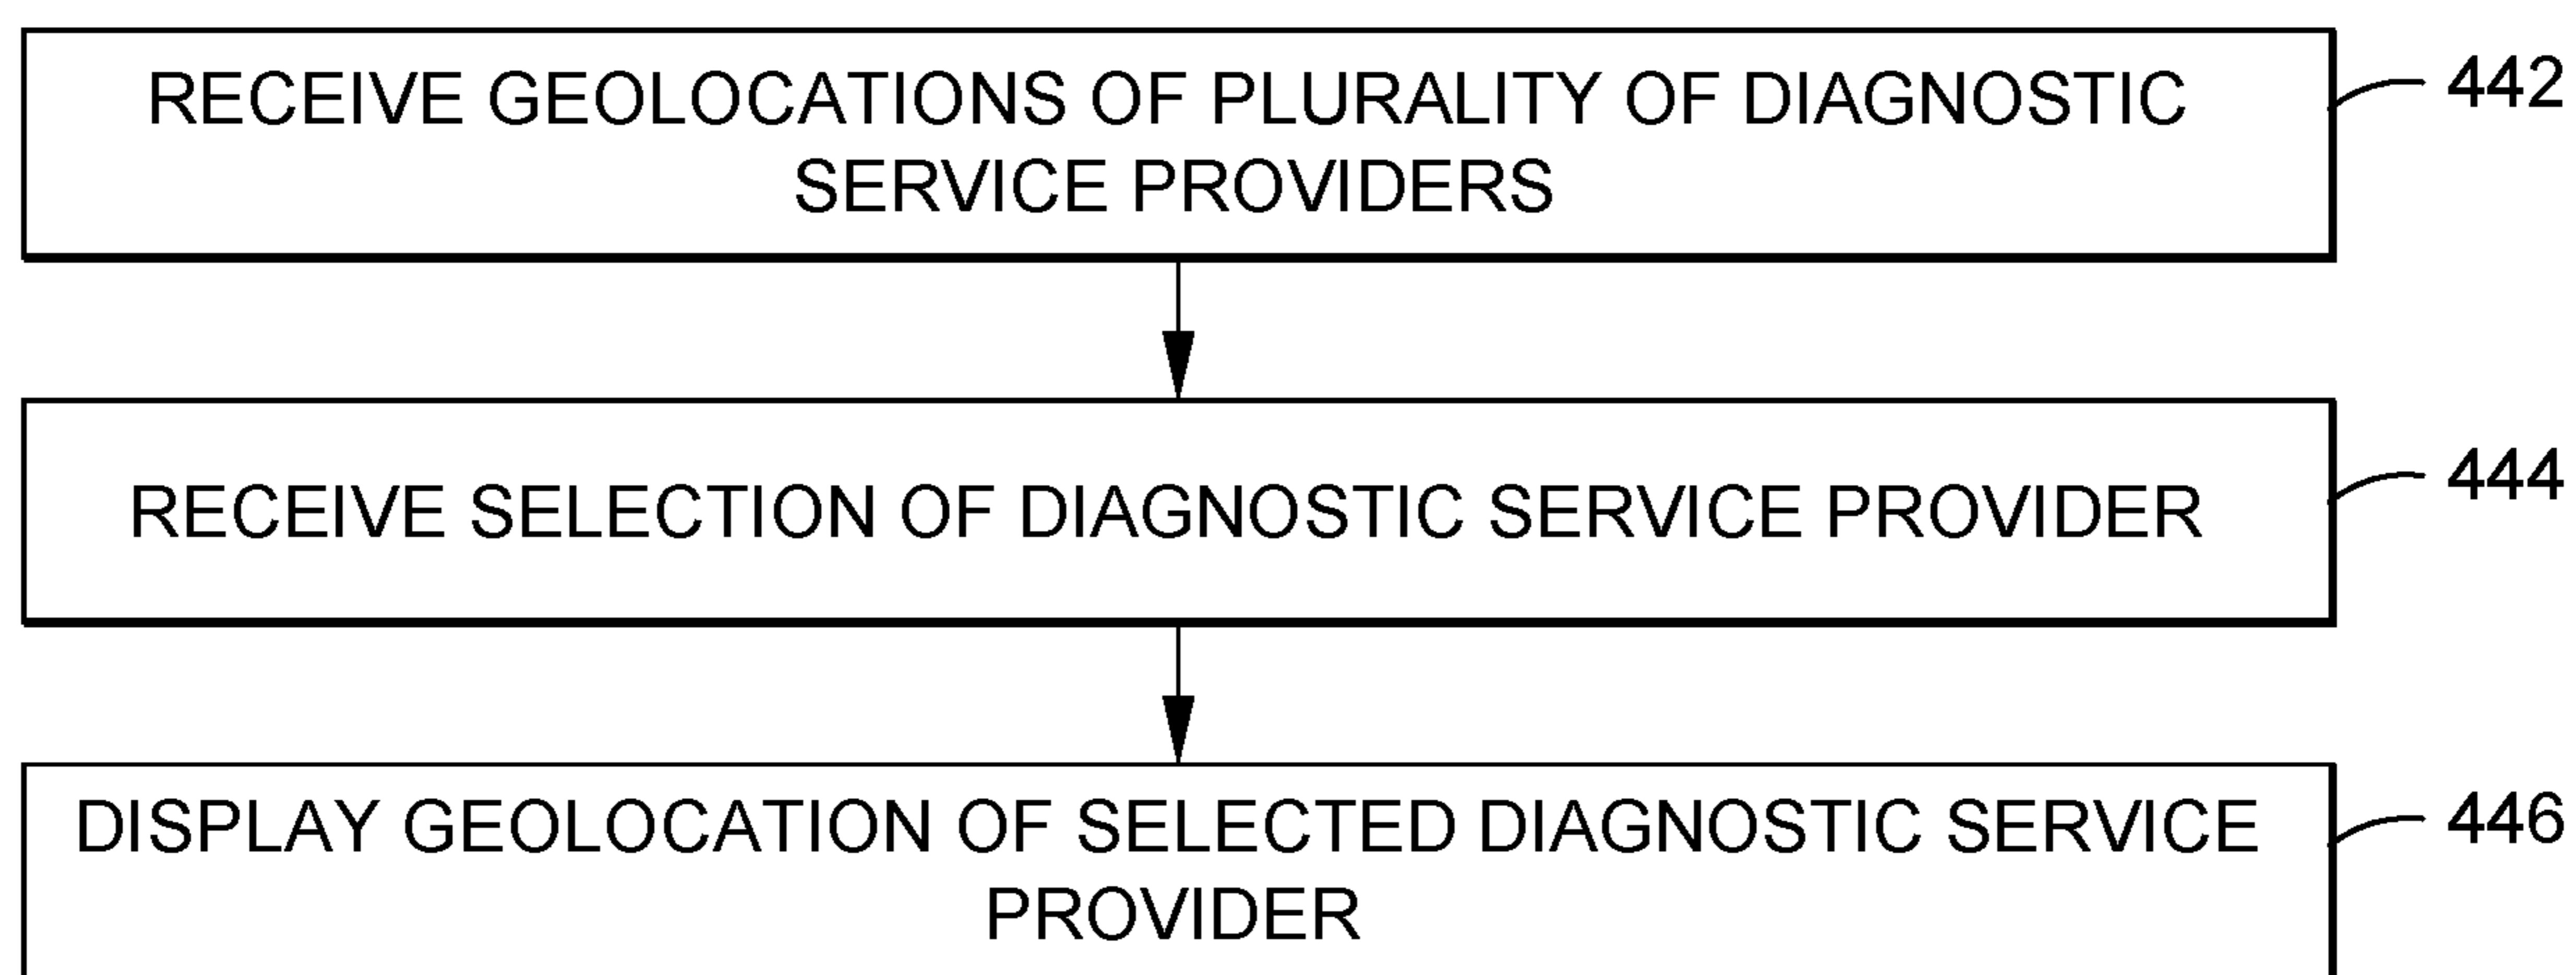 RECEIVE GEOLOCATIONS OF PLURALITY OF DIAGNOSTIC
SERVICE PROVIDERS
442
RECEIVE SELECTION OF DIAGNOSTIC SERVICE PROVIDER
444
DISPLAY GEOLOCATION OF SELECTED DIAGNOSTIC SERVICE
PROVIDER
446